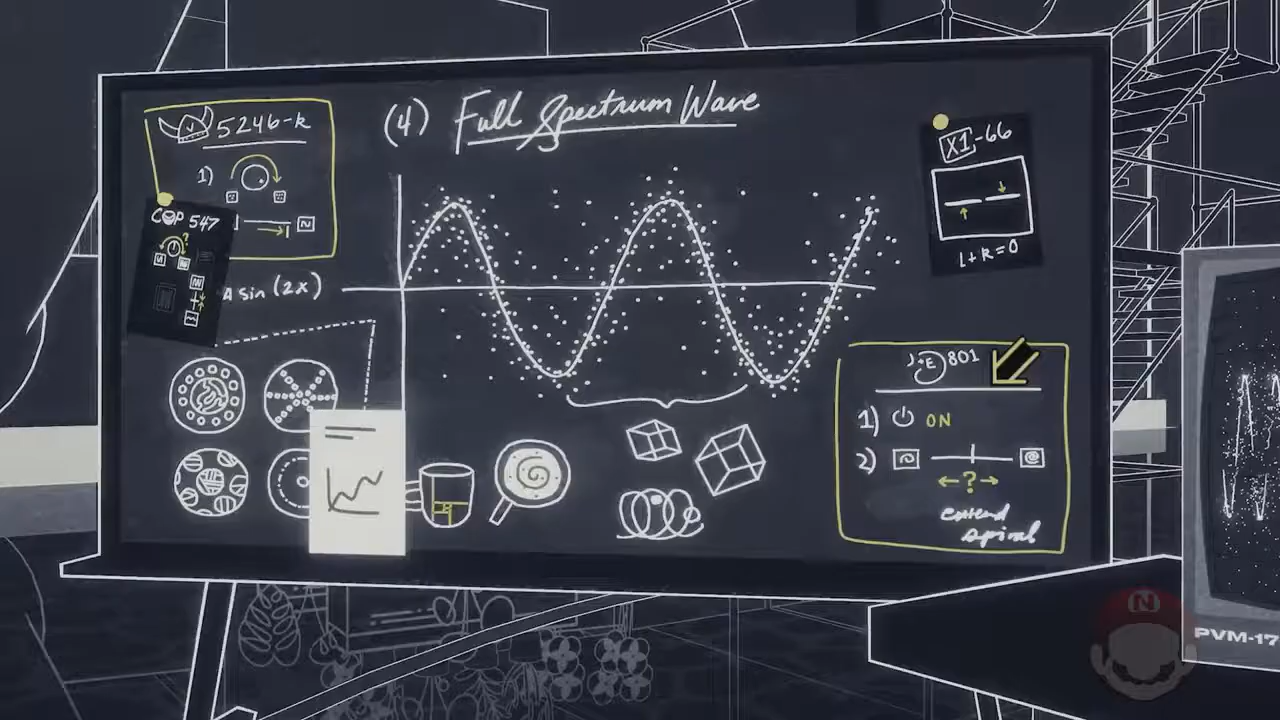 5246-k
1)
(4) Full Spectrum Wave
X1-66
L+R=0
547
?
A sin (2x)
E 801
1) ON
2)
←?→
extend
spiral
N
PVM-17